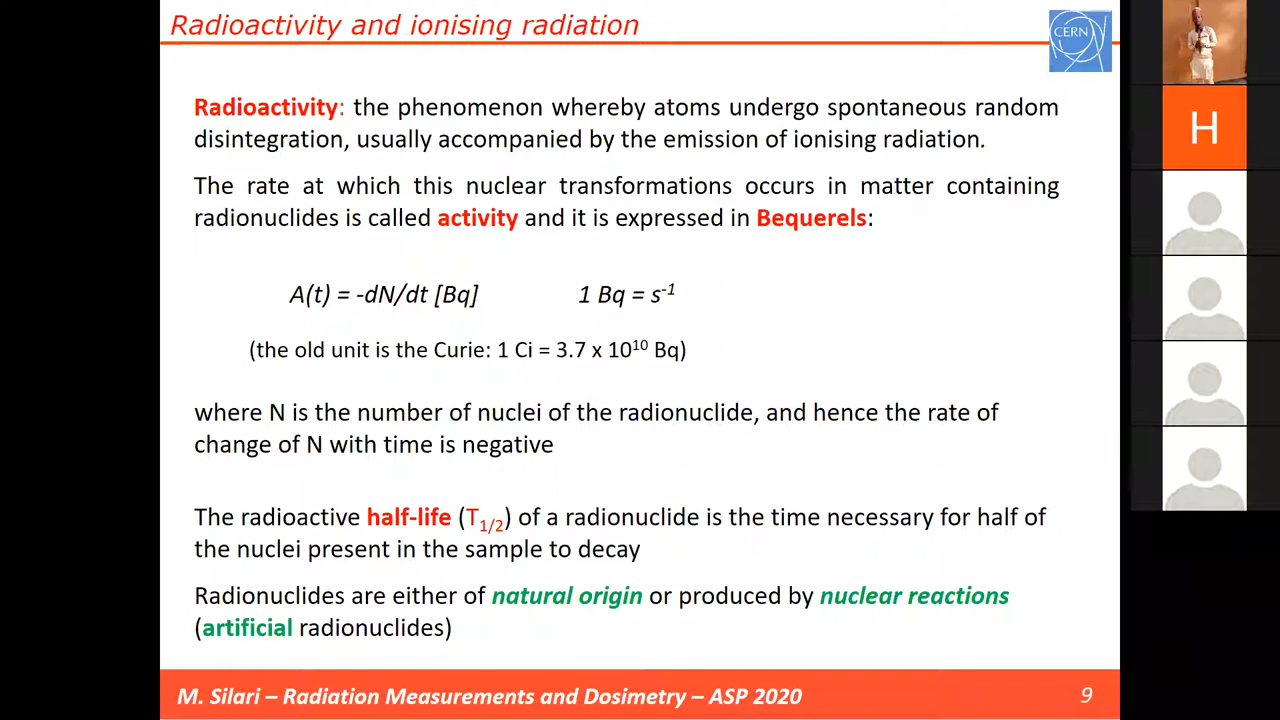 Radioactivity and ionising radiation
CERN
Radioactivity: the phenomenon whereby atoms undergo spontaneous random
disintegration, usually accompanied by the emission of ionising radiation.
The rate at which this nuclear transformations occurs in matter containing
radionuclides is called activity and it is expressed in Bequerels:
A(t) = -dN/dt [Bq] 1 Bq = s⁻¹
(the old unit is the Curie: 1 Ci = 3.7 x 10¹⁰ Bq)
where N is the number of nuclei of the radionuclide, and hence the rate of
change of N with time is negative
The radioactive half-life (T₁/₂) of a radionuclide is the time necessary for half of
the nuclei present in the sample to decay
Radionuclides are either of natural origin or produced by nuclear reactions
(artificial radionuclides)
M. Silari – Radiation Measurements and Dosimetry – ASP 2020 9
H